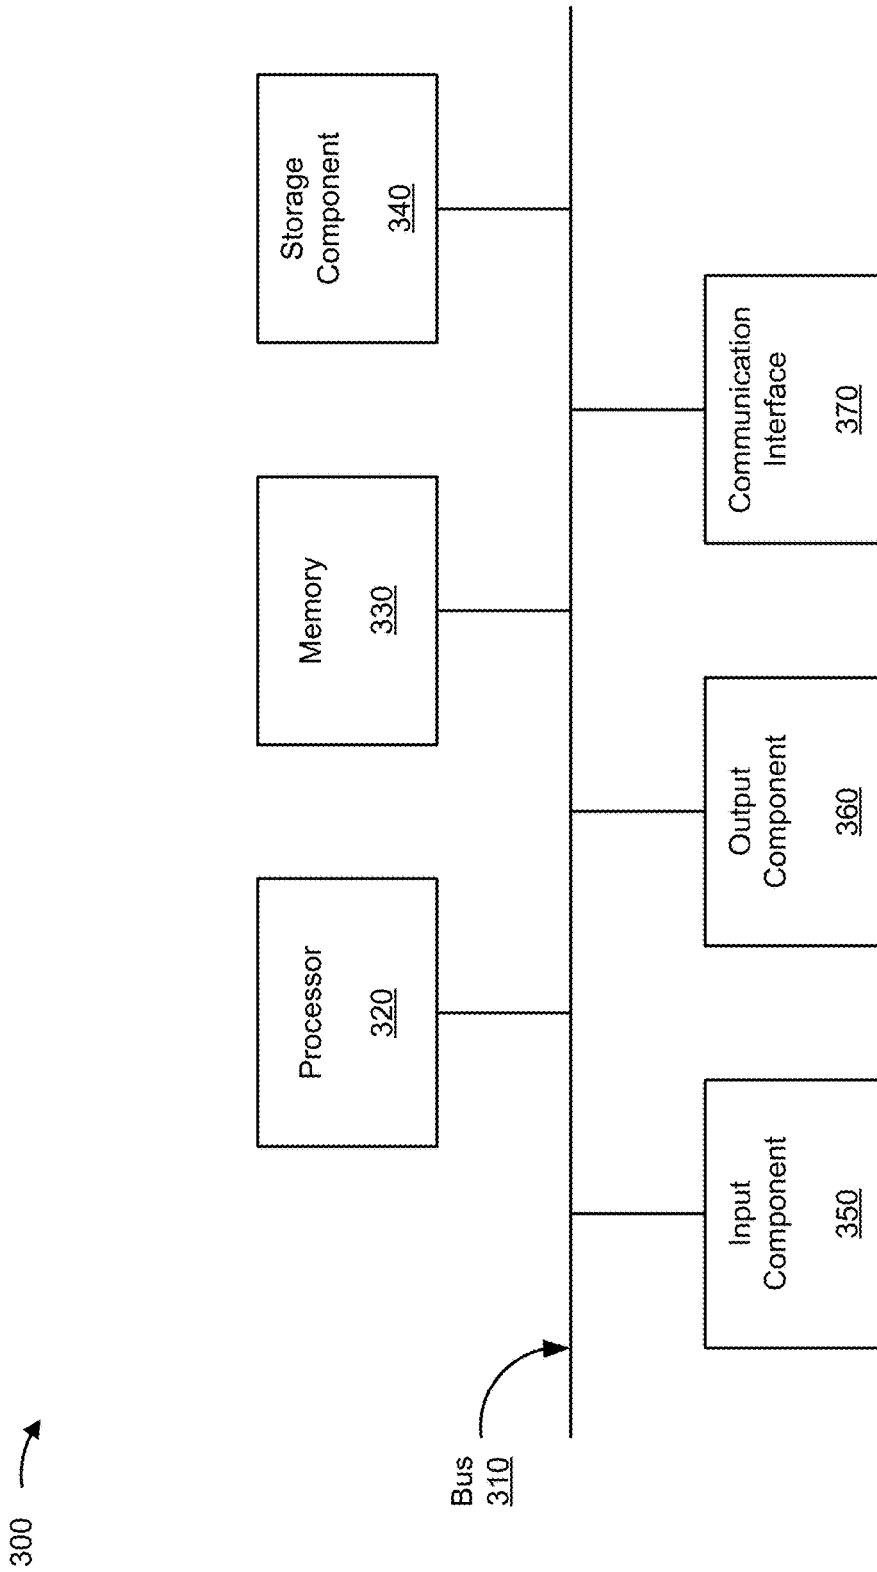 300
Bus
310
Processor
320
Memory
330
Storage
Component
340
Input
Component
350
Output
Component
360
Communication
Interface
370